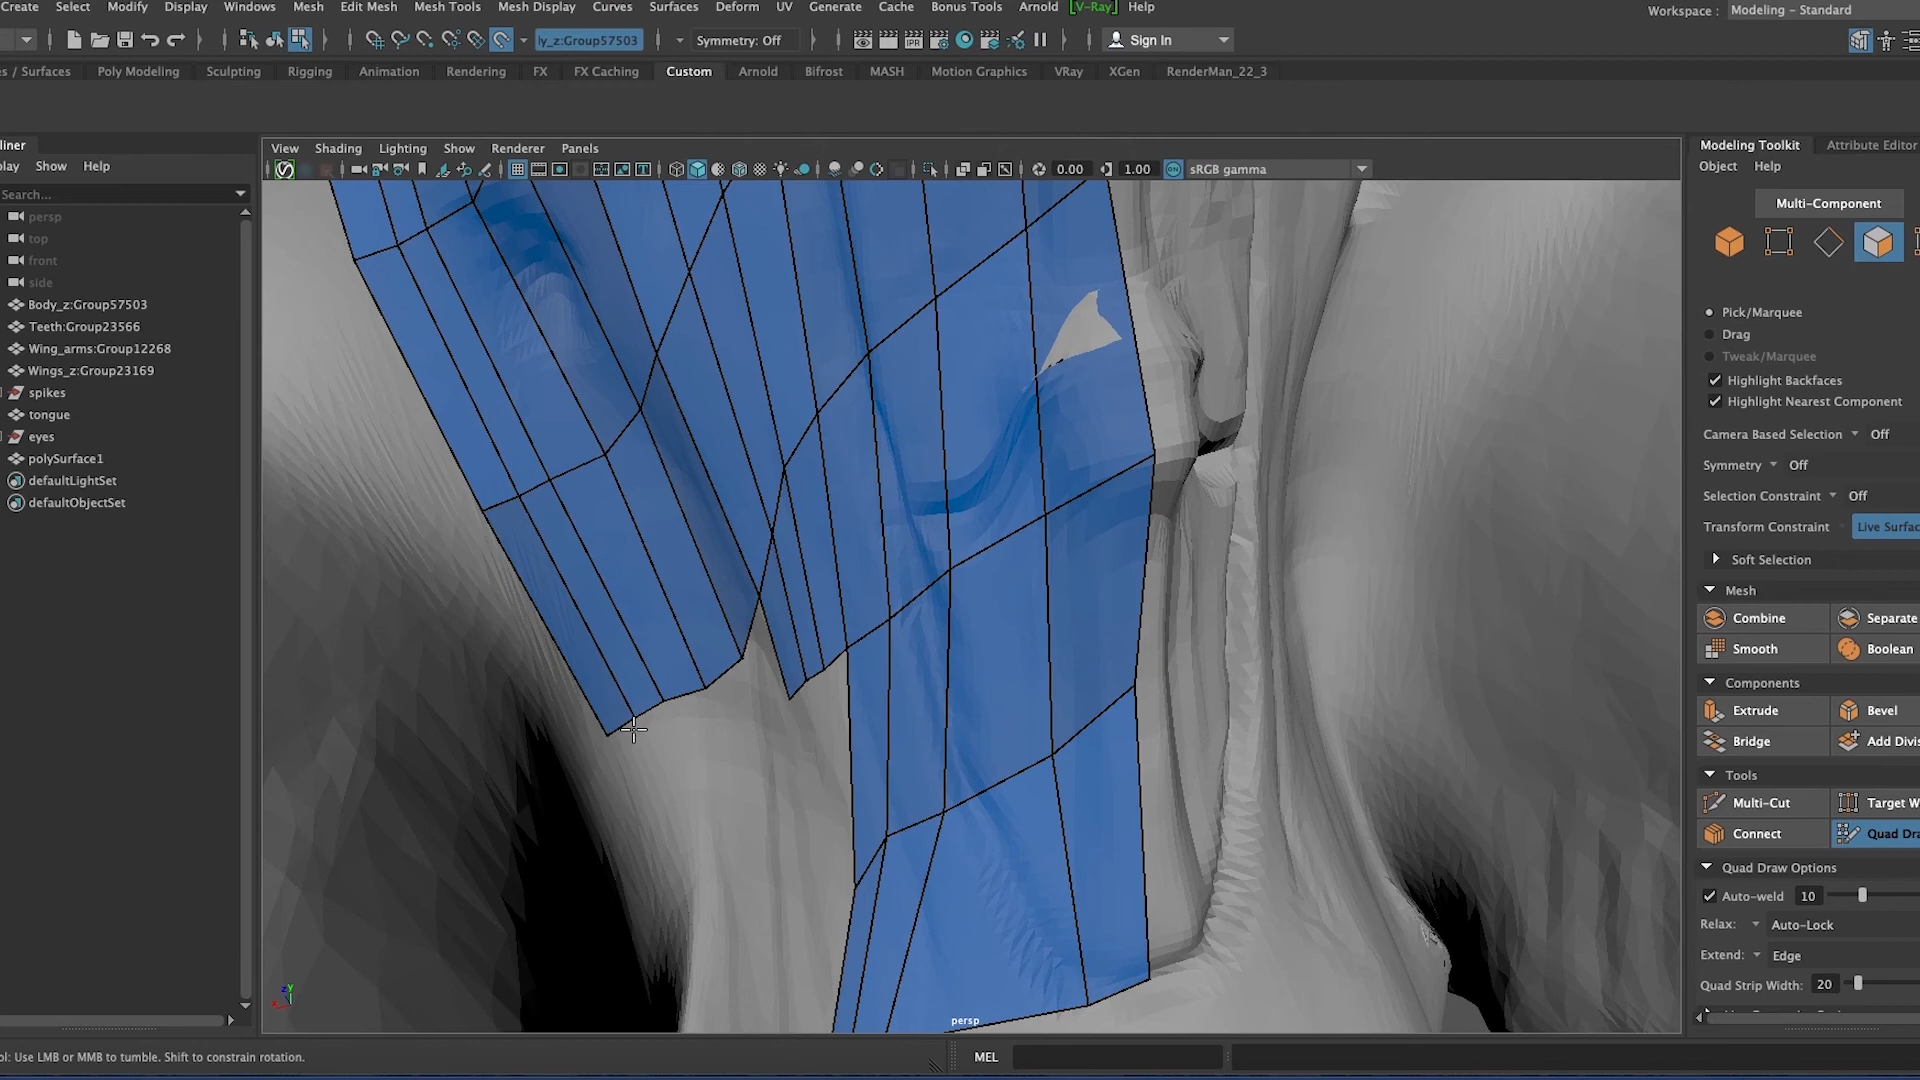 Create Select Modify Display Windows Mesh Edit Mesh Mesh Tools Mesh Display Curves Surfaces Deform UV Generate Cache Bonus Tools Arnold [V-Ray] Help
Workspace : Modeling - Standard
ly_z:Group57503 Symmetry: Off IPR Sign In
es / Surfaces Poly Modeling Sculpting Rigging Animation Rendering FX FX Caching Custom Arnold Bifrost MASH Motion Graphics VRay XGen RenderMan_22_3
liner
play Show Help
Search...
persp
top
front
side
Body_z:Group57503
Teeth:Group23566
Wing_arms:Group12268
Wings_z:Group23169
spikes
tongue
eyes
polySurface1
defaultLightSet
defaultObjectSet
View Shading Lighting Show Renderer Panels
0.00 1.00 ON sRGB gamma
persp
z y
x
Modeling Toolkit Attribute Editor
Object Help
Multi-Component
Pick/Marquee
Drag
Tweak/Marquee
Highlight Backfaces
Highlight Nearest Component
Camera Based Selection Off
Symmetry Off
Selection Constraint Off
Transform Constraint Live Surfac
Soft Selection
Mesh
Combine Separate
Smooth Boolean
Components
Extrude Bevel
Bridge Add Divis
Tools
Multi-Cut Target W
Connect Quad Dra
Quad Draw Options
Auto-weld 10
Relax: Auto-Lock
Extend: Edge
Quad Strip Width: 20
ol: Use LMB or MMB to tumble. Shift to constrain rotation.
MEL